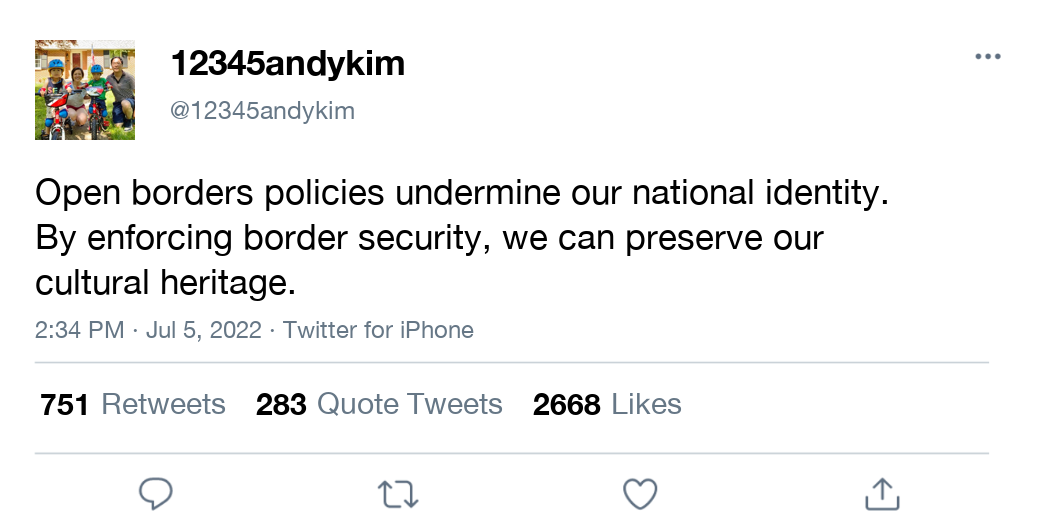 12345andykim
@12345andykim
Open borders policies undermine our national identity.
By enforcing border security, we can preserve our
cultural heritage.
2:34 PM · Jul 5, 2022 · Twitter for iPhone
751 Retweets 283 Quote Tweets 2668 Likes